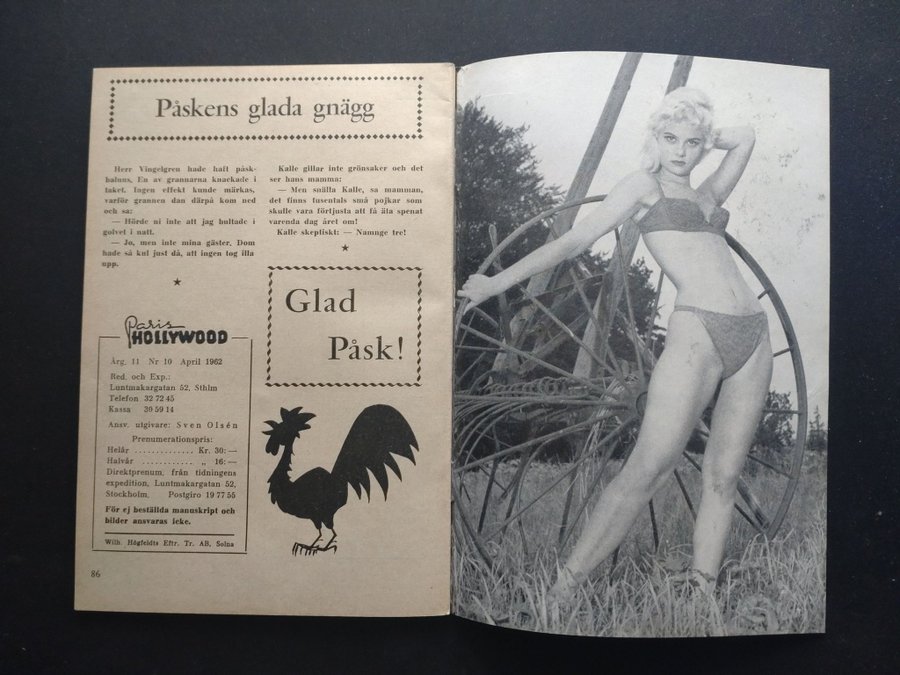 Påskens glada gnägg
Herr Vingelgren hade haft påsk-
baluns. En av grannarna knackade i
taket. Ingen effekt kunde märkas,
varför grannen dan därpå kom ned
och sa:
— Hörde ni inte att jag bultade i
golvet i natt.
— Jo, men inte mina gäster. Dom
hade så kul just då, att ingen tog illa
upp.
★
Kalle gillar inte grönsaker och det
ser hans mamma:
— Men snälla Kalle, sa mamman,
det finns tusentals små pojkar som
skulle vara förtjusta att få äta spenat
varenda dag året om!
Kalle skeptiskt: — Namnge tre!
★
Glad
Påsk!
Paris
HOLLYWOOD
Årg. 11 Nr 10 April 1962
Red. och Exp.:
Luntmakargatan 52, Sthlm
Telefon 32 72 45
Kassa 30 59 14
Ansv. utgivare: Sven Olsén
Prenumerationspris:
Helår .............. Kr. 30:—
Halvår ............ „ 16:—
Direktprenum. från tidningens
expedition, Luntmakargatan 52,
Stockholm. Postgiro 19 77 55
För ej beställda manuskript och
bilder ansvaras icke.
Wilh. Högfeldts Eftr. Tr. AB, Solna
86